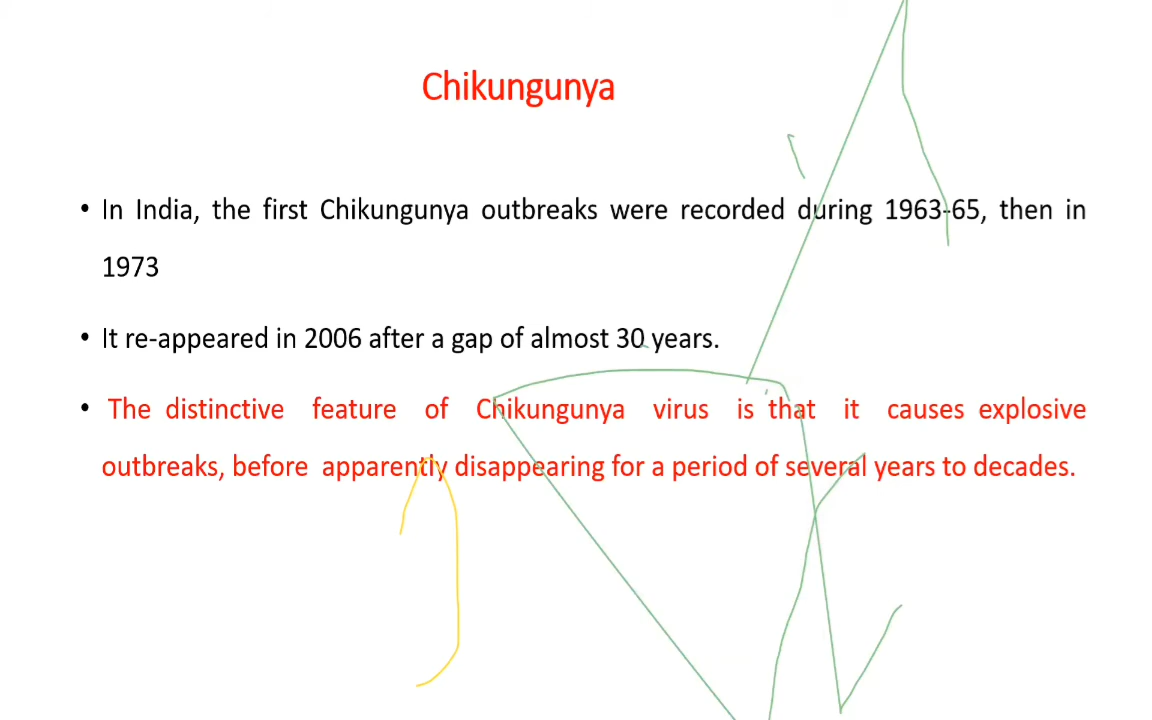 Chikungunya
• In India, the first Chikungunya outbreaks were recorded during 1963-65, then in
1973
• It re-appeared in 2006 after a gap of almost 30 years.
• The distinctive feature of Chikungunya virus is that it causes explosive
outbreaks, before apparently disappearing for a period of several years to decades.